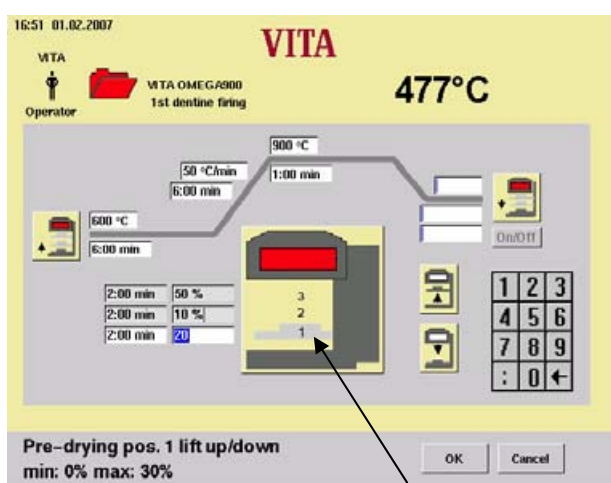 16:51 01.02.2007
VITA
VITA
Operator
VITA OMEGA900
1st dentine firing
477°C
900 °C
50 °C/min
1:00 min
6:00 min
600 °C
6:00 min
On/Off
2:00 min 50 %
2:00 min 10 %
2:00 min 20
3
2
1
1 2 3
4 5 6
7 8 9
: 0 ←
Pre-drying pos. 1 lift up/down
min: 0% max: 30%
OK
Cancel